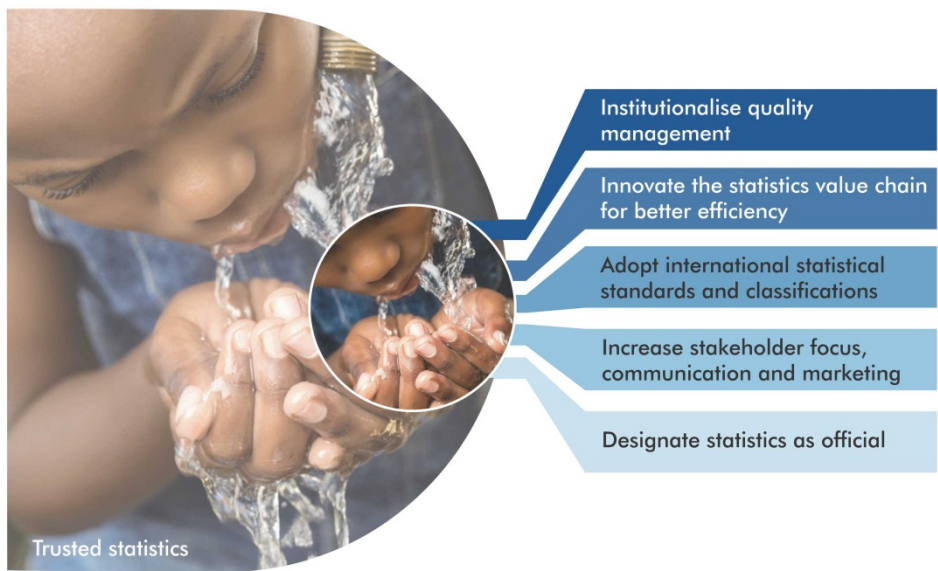 Institutionalise quality
management
Innovate the statistics value chain
for better efficiency
Adopt international statistical
standards and classifications
Increase stakeholder focus,
communication and marketing
Designate statistics as official
Trusted statistics